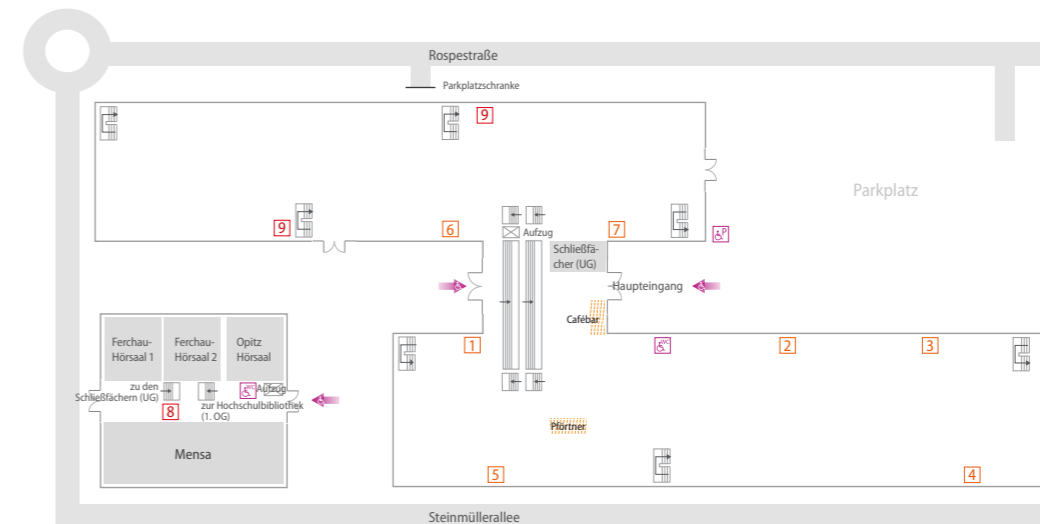 Rospestraße
Parkplatzschranke
9
Parkplatz
9
6
7
P
Aufzug
Schließfä-
cher (UG)
Haupteingang
Cafébar
1
WC
2
3
Ferchau-
Hörsaal 1
Ferchau-
Hörsaal 2
Opitz
Hörsaal
zu den
Schließfächern (UG)
WC
Aufzug
8
zur Hochschulbibliothek
(1. OG)
Pförtner
Mensa
5
4
Steinmüllerallee